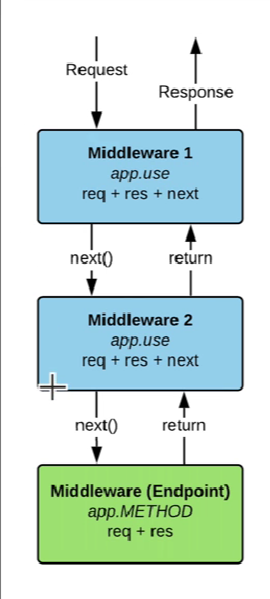 Request
Response
Middleware 1
app.use
req + res + next
next()
return
Middleware 2
app.use
req + res + next
next()
return
Middleware (Endpoint)
app.METHOD
req + res